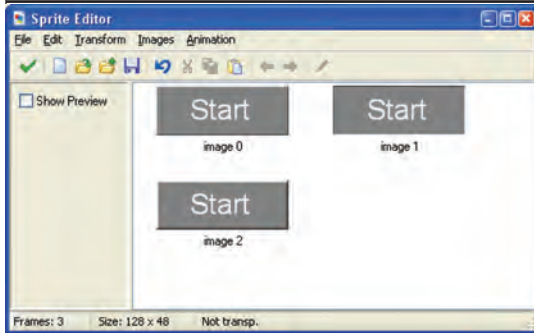 Sprite Editor
File Edit Transform Images Animation
Show Preview
Start Start
image 0 image 1
Start
image 2
Frames: 3 Size: 128 x 48 Not transp.